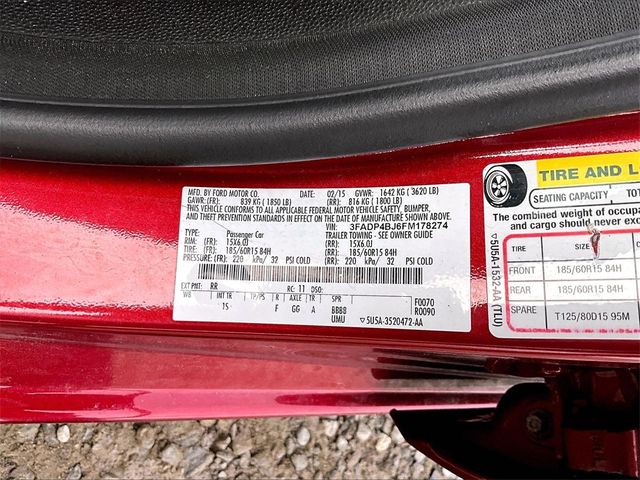 MFD. BY FORD MOTOR CO. DATE: 02/15 GVWR: 1642 KG ( 3620 LB)
GAWR:(FR): 839 KG ( 1850 LB) (RR): 816 KG ( 1800 LB)
THIS VEHICLE CONFORMS TO ALL APPLICABLE FEDERAL MOTOR VEHICLE SAFETY, BUMPER,
AND THEFT PREVENTION STANDARDS IN EFFECT ON THE DATE OF MANUFACTURE SHOWN ABOVE.
VIN: 3FADP4BJ6FM178274
TYPE: Passenger Car TRAILER TOWING - SEE OWNER GUIDE
RIM: (FR): 15X6.0J (RR): 15X6.0J
TIRE: (FR): 185/60R15 84H (RR): 185/60R15 84H
PRESSURE: (FR): 220 kPa/ 32 PSI COLD (RR): 220 kPa/ 32 PSI COLD
EXT PNT: RR RC: 11 DSO:
WB INT TR TP/PS R AXLE TR SPR F0070
1S F GG A BBBB R0090
UMU 5U5A-3520472-AA
TIRE AND L
SEATING CAPACITY TOT
The combined weight of occup
and cargo should never exce
TIRE SIZE
FRONT 185/60R15 84H
REAR 185/60R15 84H
SPARE T125/80D15 95M
5U5A-1532-AA (TLU)